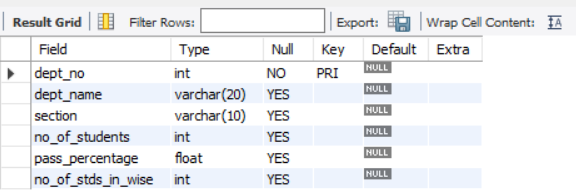 Result Grid Filter Rows: Export: Wrap Cell Content: IA
Field Type Null Key Default Extra
dept_no int NO PRI NULL
dept_name varchar(20) YES NULL
section varchar(10) YES NULL
no_of_students int YES NULL
pass_percentage float YES NULL
no_of_stds_in_wise int YES NULL